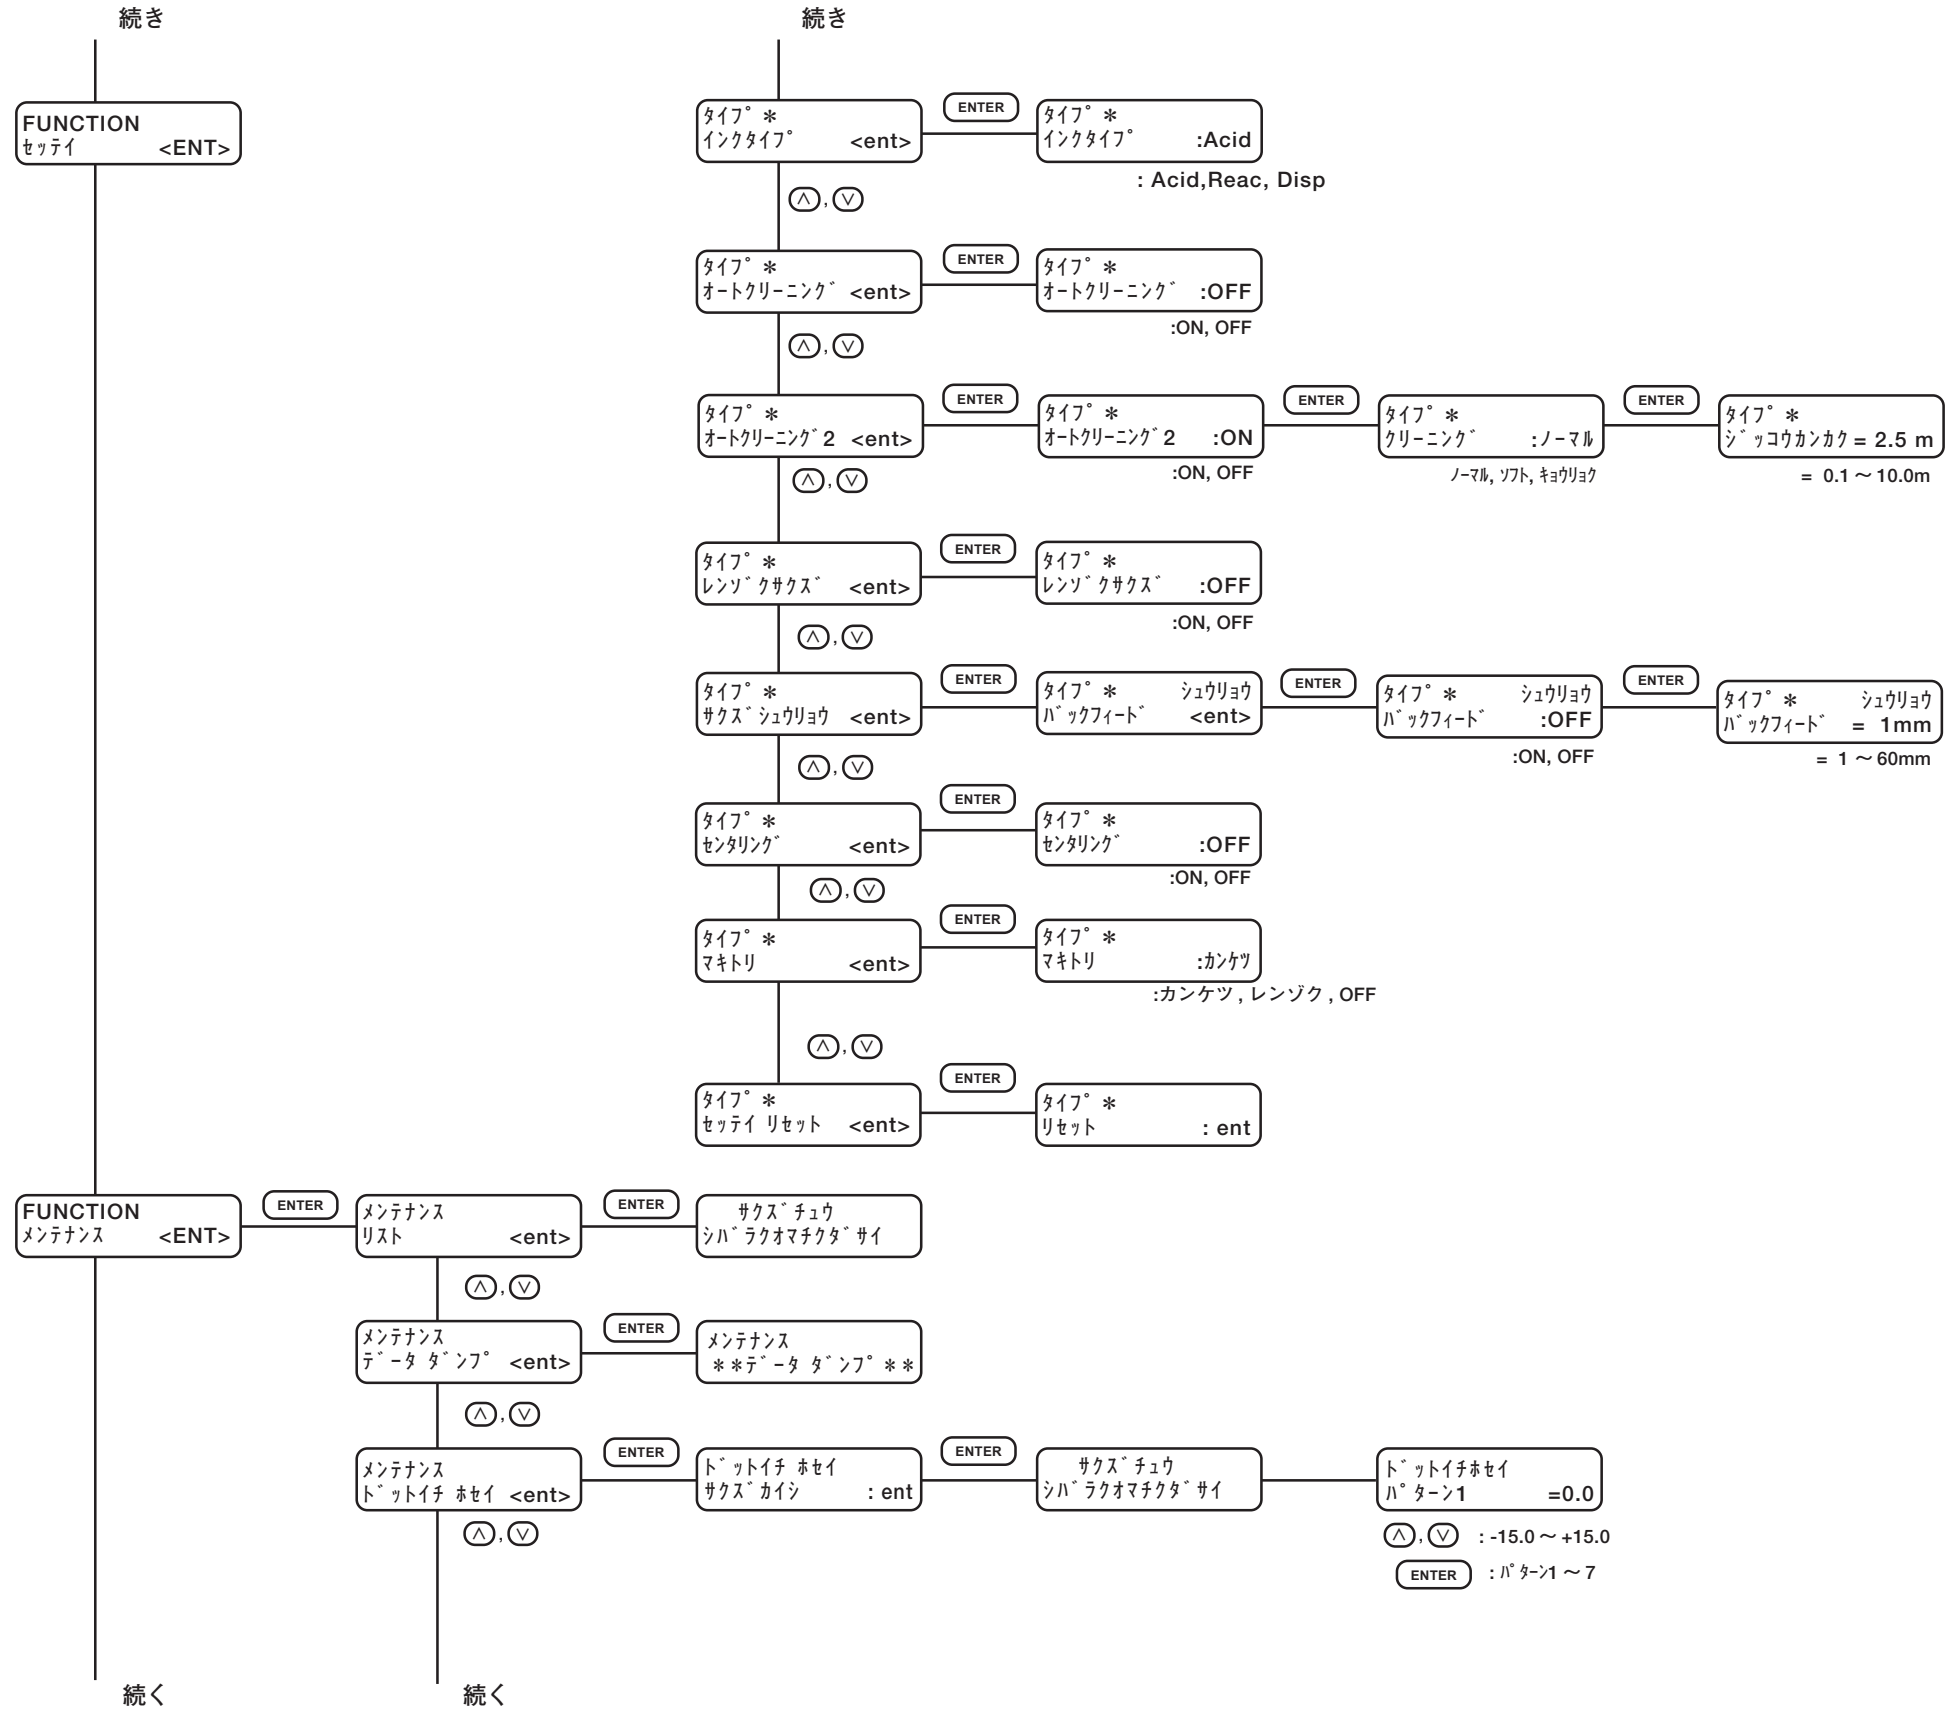 続き
続き
FUNCTION
ｾｯﾃｲ <ENT>
ﾀｲﾌﾟ ＊
ｲﾝｸﾀｲﾌﾟ <ent>
ENTER
ﾀｲﾌﾟ ＊
ｲﾝｸﾀｲﾌﾟ :Acid
: Acid,Reac, Disp
∧ , ∨
ﾀｲﾌﾟ ＊
ｵｰﾄｸﾘｰﾆﾝｸﾞ <ent>
ENTER
ﾀｲﾌﾟ ＊
ｵｰﾄｸﾘｰﾆﾝｸﾞ :OFF
:ON, OFF
∧ , ∨
ﾀｲﾌﾟ ＊
ｵｰﾄｸﾘｰﾆﾝｸﾞ2 <ent>
ENTER
ﾀｲﾌﾟ ＊
ｵｰﾄｸﾘｰﾆﾝｸﾞ2 :ON
:ON, OFF
ENTER
ﾀｲﾌﾟ ＊
ｸﾘｰﾆﾝｸﾞ :ﾉｰﾏﾙ
ﾉｰﾏﾙ, ｿﾌﾄ, ｷｮｳﾘｮｸ
ENTER
ﾀｲﾌﾟ ＊
ｼﾞｯｺｳｶﾝｶｸ = 2.5 m
= 0.1 ～ 10.0m
∧ , ∨
ﾀｲﾌﾟ ＊
ﾚﾝｿﾞｸｻｸｽﾞ <ent>
ENTER
ﾀｲﾌﾟ ＊
ﾚﾝｿﾞｸｻｸｽﾞ :OFF
:ON, OFF
∧ , ∨
ﾀｲﾌﾟ ＊
ｻｸｽﾞｼｭｳﾘｮｳ <ent>
ENTER
ﾀｲﾌﾟ ＊ ｼｭｳﾘｮｳ
ﾊﾞｯｸﾌｨｰﾄﾞ <ent>
ENTER
ﾀｲﾌﾟ ＊ ｼｭｳﾘｮｳ
ﾊﾞｯｸﾌｨｰﾄﾞ :OFF
:ON, OFF
ENTER
ﾀｲﾌﾟ ＊ ｼｭｳﾘｮｳ
ﾊﾞｯｸﾌｨｰﾄﾞ = 1mm
= 1 ～ 60mm
∧ , ∨
ﾀｲﾌﾟ ＊
ｾﾝﾀﾘﾝｸﾞ <ent>
ENTER
ﾀｲﾌﾟ ＊
ｾﾝﾀﾘﾝｸﾞ :OFF
:ON, OFF
∧ , ∨
ﾀｲﾌﾟ ＊
ﾏｷﾄﾘ <ent>
ENTER
ﾀｲﾌﾟ ＊
ﾏｷﾄﾘ :ｶﾝｹﾂ
:カンケツ , レンゾク , OFF
∧ , ∨
ﾀｲﾌﾟ ＊
ｾｯﾃｲ ﾘｾｯﾄ <ent>
ENTER
ﾀｲﾌﾟ ＊
ﾘｾｯﾄ : ent
FUNCTION
ﾒﾝﾃﾅﾝｽ <ENT>
ENTER
ﾒﾝﾃﾅﾝｽ
ﾘｽﾄ <ent>
ENTER
ｻｸｽﾞﾁｭｳ
ｼﾊﾞﾗｸｵﾏﾁｸﾀﾞｻｲ
∧ , ∨
ﾒﾝﾃﾅﾝｽ
ﾃﾞｰﾀ ﾀﾞﾝﾌﾟ <ent>
ENTER
ﾒﾝﾃﾅﾝｽ
＊＊ﾃﾞｰﾀ ﾀﾞﾝﾌﾟ＊＊
∧ , ∨
ﾒﾝﾃﾅﾝｽ
ﾄﾞｯﾄｲﾁ ﾎｾｲ <ent>
ENTER
ﾄﾞｯﾄｲﾁ ﾎｾｲ
ｻｸｽﾞｶｲｼ : ent
ENTER
ｻｸｽﾞﾁｭｳ
ｼﾊﾞﾗｸｵﾏﾁｸﾀﾞｻｲ
ﾄﾞｯﾄｲﾁﾎｾｲ
ﾊﾟﾀｰﾝ1 =0.0
∧ , ∨
∧ , ∨ : -15.0 ～ +15.0
ENTER : ﾊﾟﾀｰﾝ1 ～ 7
続く
続く